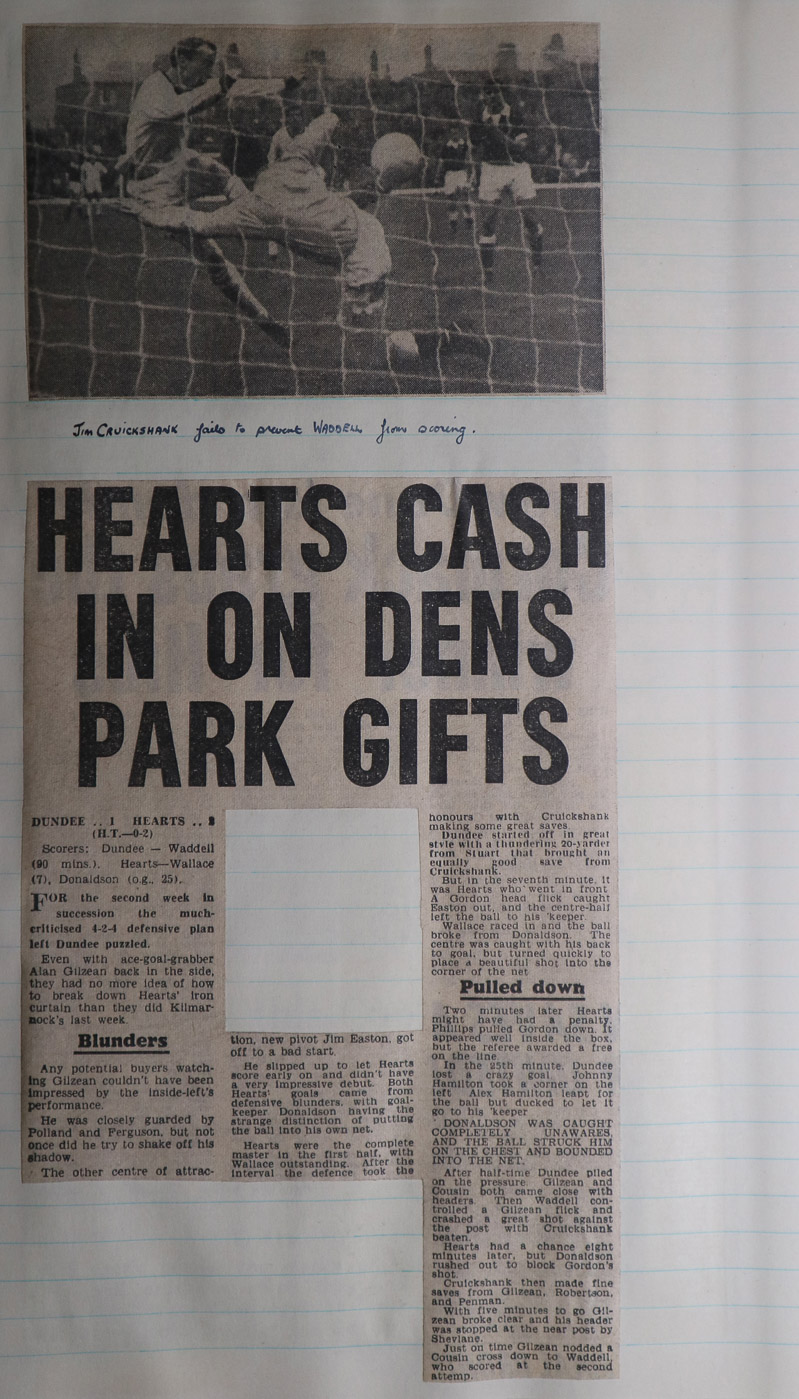 Jim CRUICKSHANK fails to prevent WADDELL from scoring.
HEARTS CASH
IN ON DENS
PARK GIFTS
DUNDEE .. 1 HEARTS .. 2
(H.T.—0-2)
Scorers: Dundee — Waddell
(90 mins.). Hearts—Wallace
(7), Donaldson (o.g., 25).
FOR the second week in
succession the much-
criticised 4-2-4 defensive plan
left Dundee puzzled.
Even with ace-goal-grabber
Alan Gilzean back in the side,
they had no more idea of how
to break down Hearts' iron
curtain than they did Kilmar-
nock's last week.
Blunders
Any potential buyers watch-
ing Gilzean couldn't have been
impressed by the inside-left's
performance.
He was closely guarded by
Polland and Ferguson, but not
once did he try to shake off his
shadow.
The other centre of attrac-
tion, new pivot Jim Easton, got
off to a bad start.
He slipped up to let Hearts
score early on and didn't have
a very impressive debut. Both
Hearts' goals came from
defensive blunders, with goal-
keeper Donaldson having the
strange distinction of putting
the ball into his own net.
Hearts were the complete
master in the first half, with
Wallace outstanding. After the
interval the defence took the
honours with Cruickshank
making some great saves.
Dundee started off in great
style with a thundering 20-yarder
from Stuart that brought an
equally good save from
Cruickshank.
But in the seventh minute, it
was Hearts who went in front
A Gordon head flick caught
Easton out, and the centre-half
left the ball to his 'keeper.
Wallace raced in and the ball
broke from Donaldson. The
centre was caught with his back
to goal, but turned quickly to
place a beautiful shot into the
corner of the net
Pulled down
Two minutes later Hearts
might have had a penalty.
Phillips pulled Gordon down. It
appeared well inside the box,
but the referee awarded a free
on the line
In the 25th minute, Dundee
lost a crazy goal. Johnny
Hamilton took a corner on the
left Alex Hamilton leapt for
the ball but ducked to let it
go to his 'keeper
DONALDSON WAS CAUGHT
COMPLETELY UNAWARES,
AND THE BALL STRUCK HIM
ON THE CHEST AND BOUNDED
INTO THE NET.
After half-time Dundee piled
on the pressure. Gilzean and
Cousin both came close with
headers. Then Waddell con-
trolled a Gilzean flick and
crashed a great shot against
the post with Cruickshank
beaten.
Hearts had a chance eight
minutes later, but Donaldson
rushed out to block Gordon's
shot.
Cruickshank then made fine
saves from Gilzean, Robertson,
and Penman.
With five minutes to go Gil-
zean broke clear and his header
was stopped at the near post by
Shevlane.
Just on time Gilzean nodded a
Cousin cross down to Waddell,
who scored at the second
attemp.